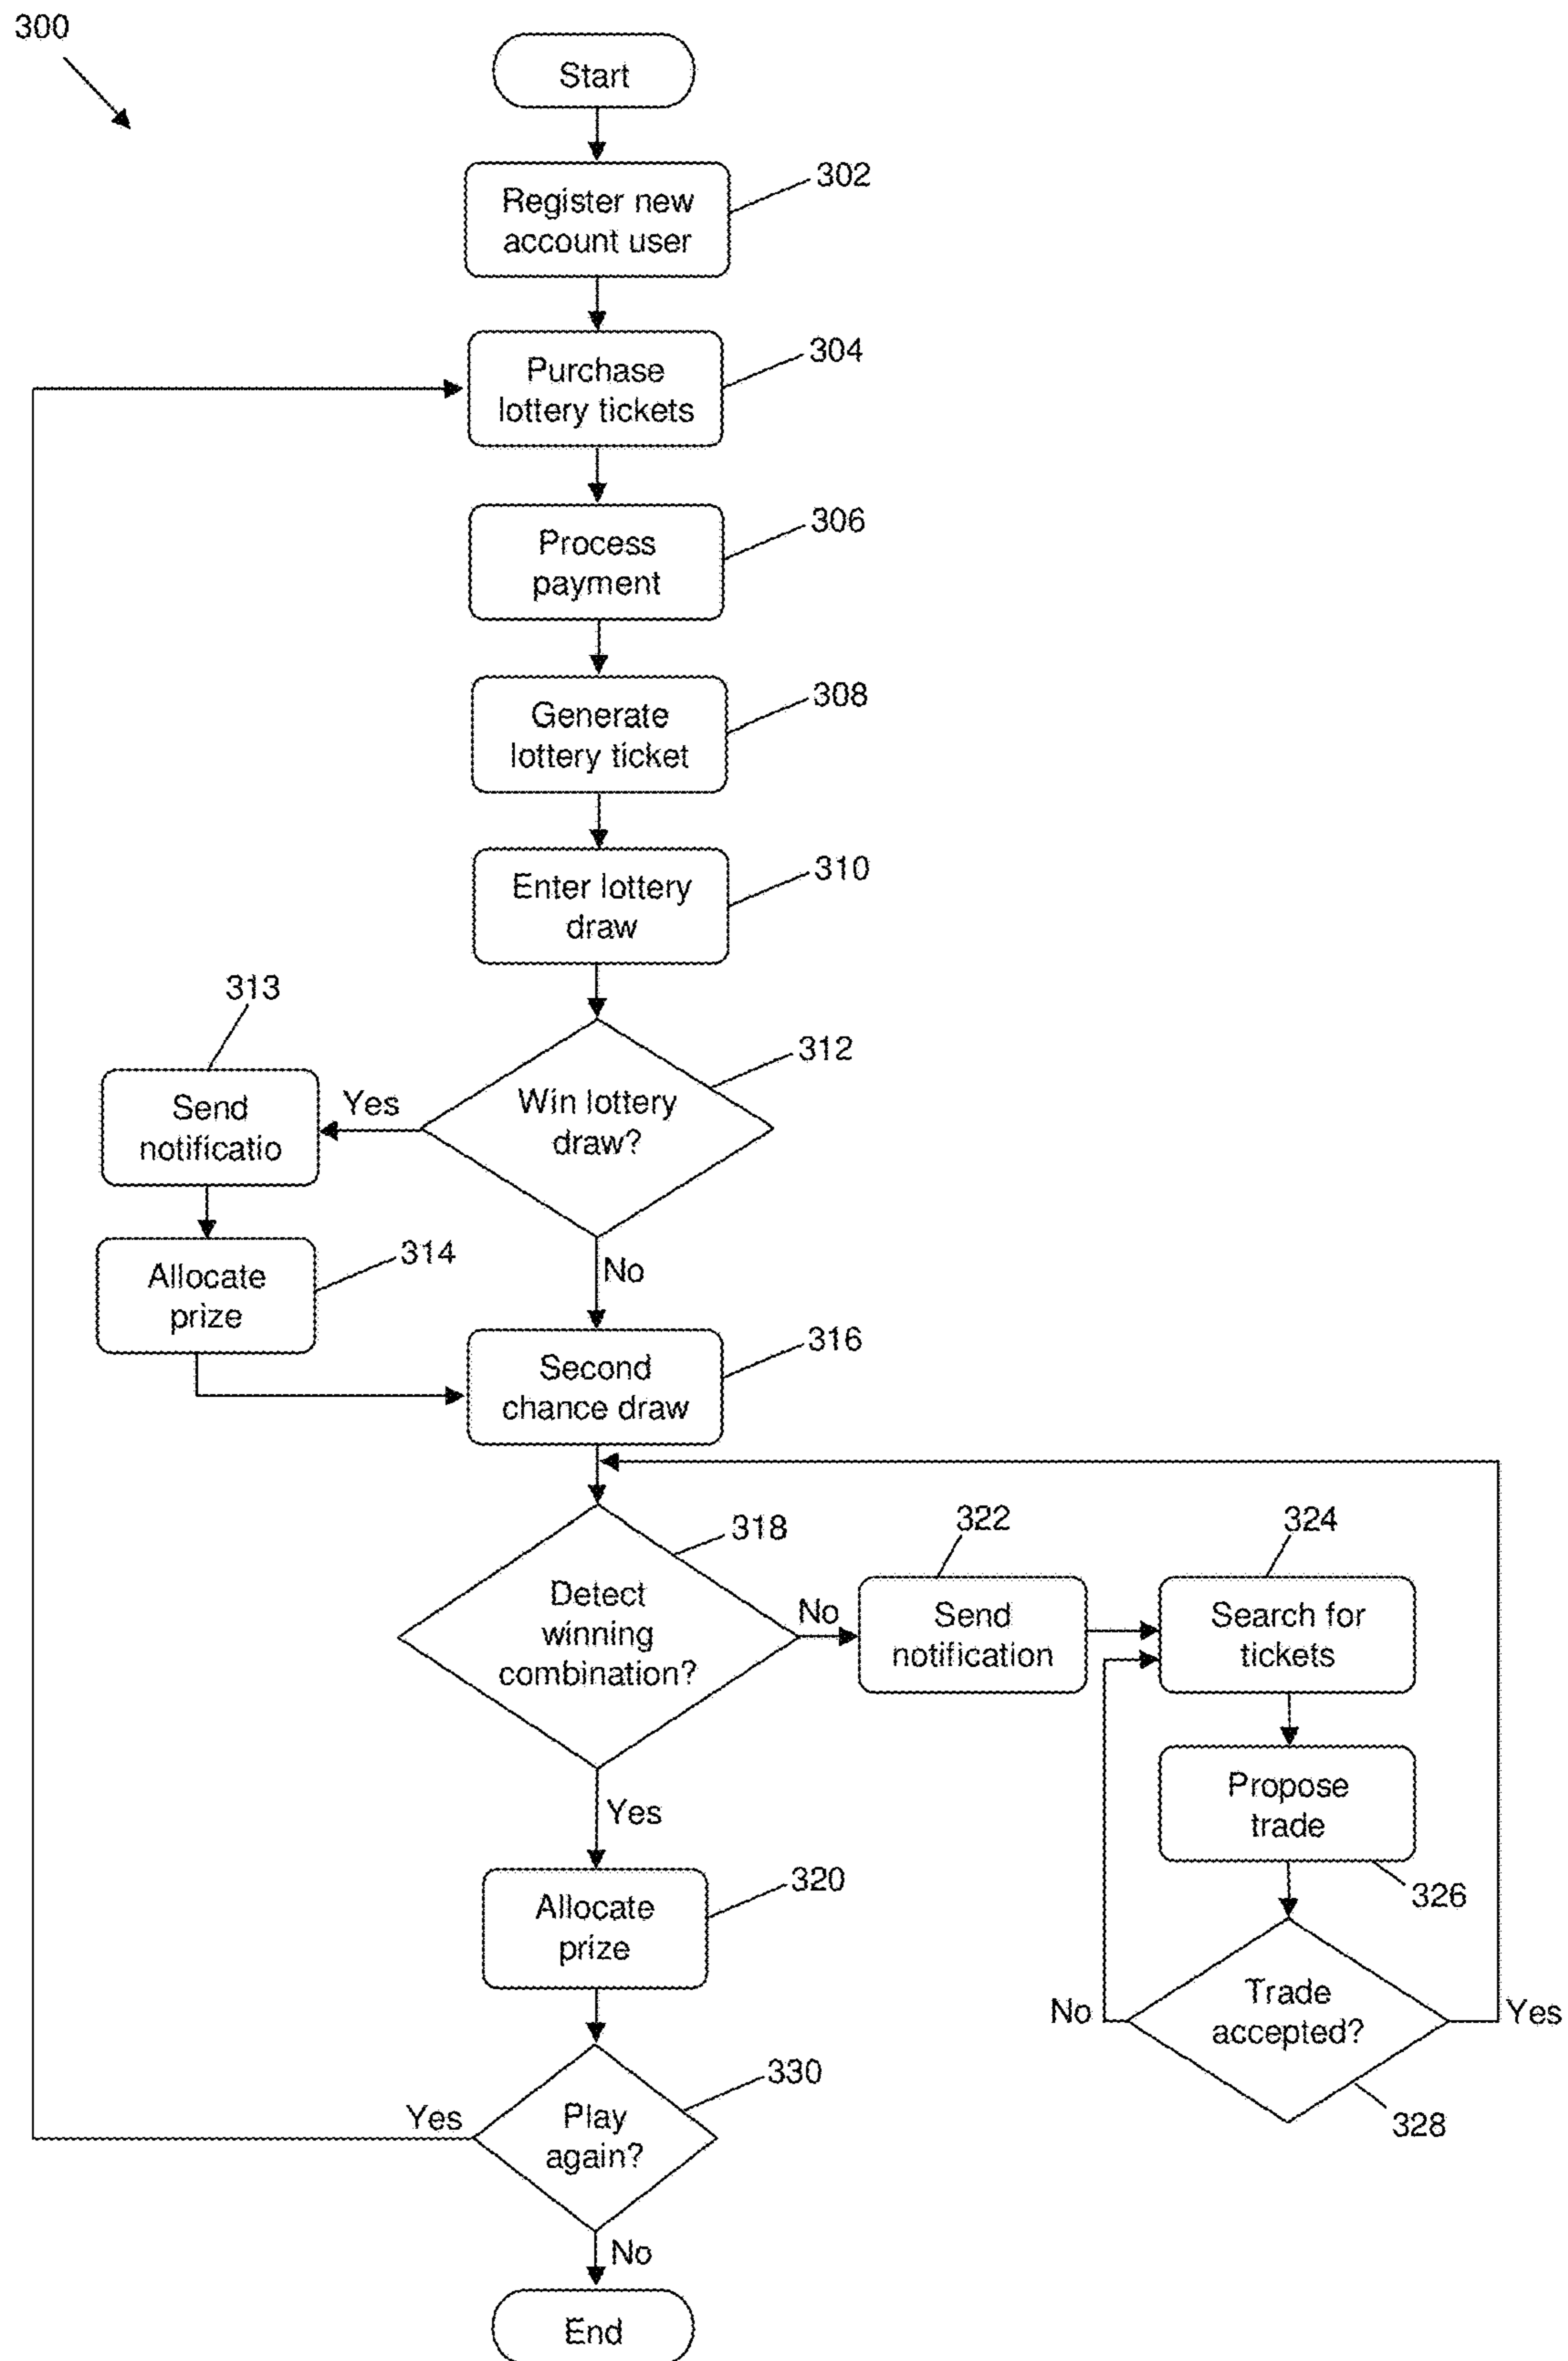 300
Start
302
Register new
account user
304
Purchase
lottery tickets
306
Process
payment
308
Generate
lottery ticket
310
Enter lottery
draw
313
312
Send
notificatio
Yes
Win lottery
draw?
314
Allocate
prize
No
316
Second
chance draw
318
322
324
Detect
winning
combination?
No
Send
notification
Search for
tickets
Propose
trade
326
Yes
320
Allocate
prize
No
Trade
accepted?
Yes
328
330
Yes
Play
again?
No
End